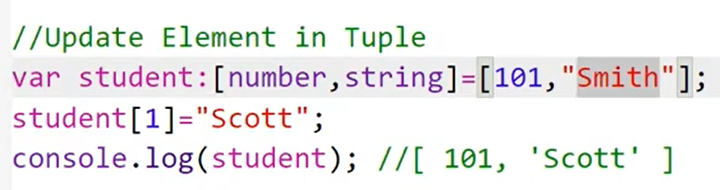 //Update Element in Tuple
var student:[number,string]=[101,"Smith"];
student[1]="Scott";
console.log(student); //[ 101, 'Scott' ]